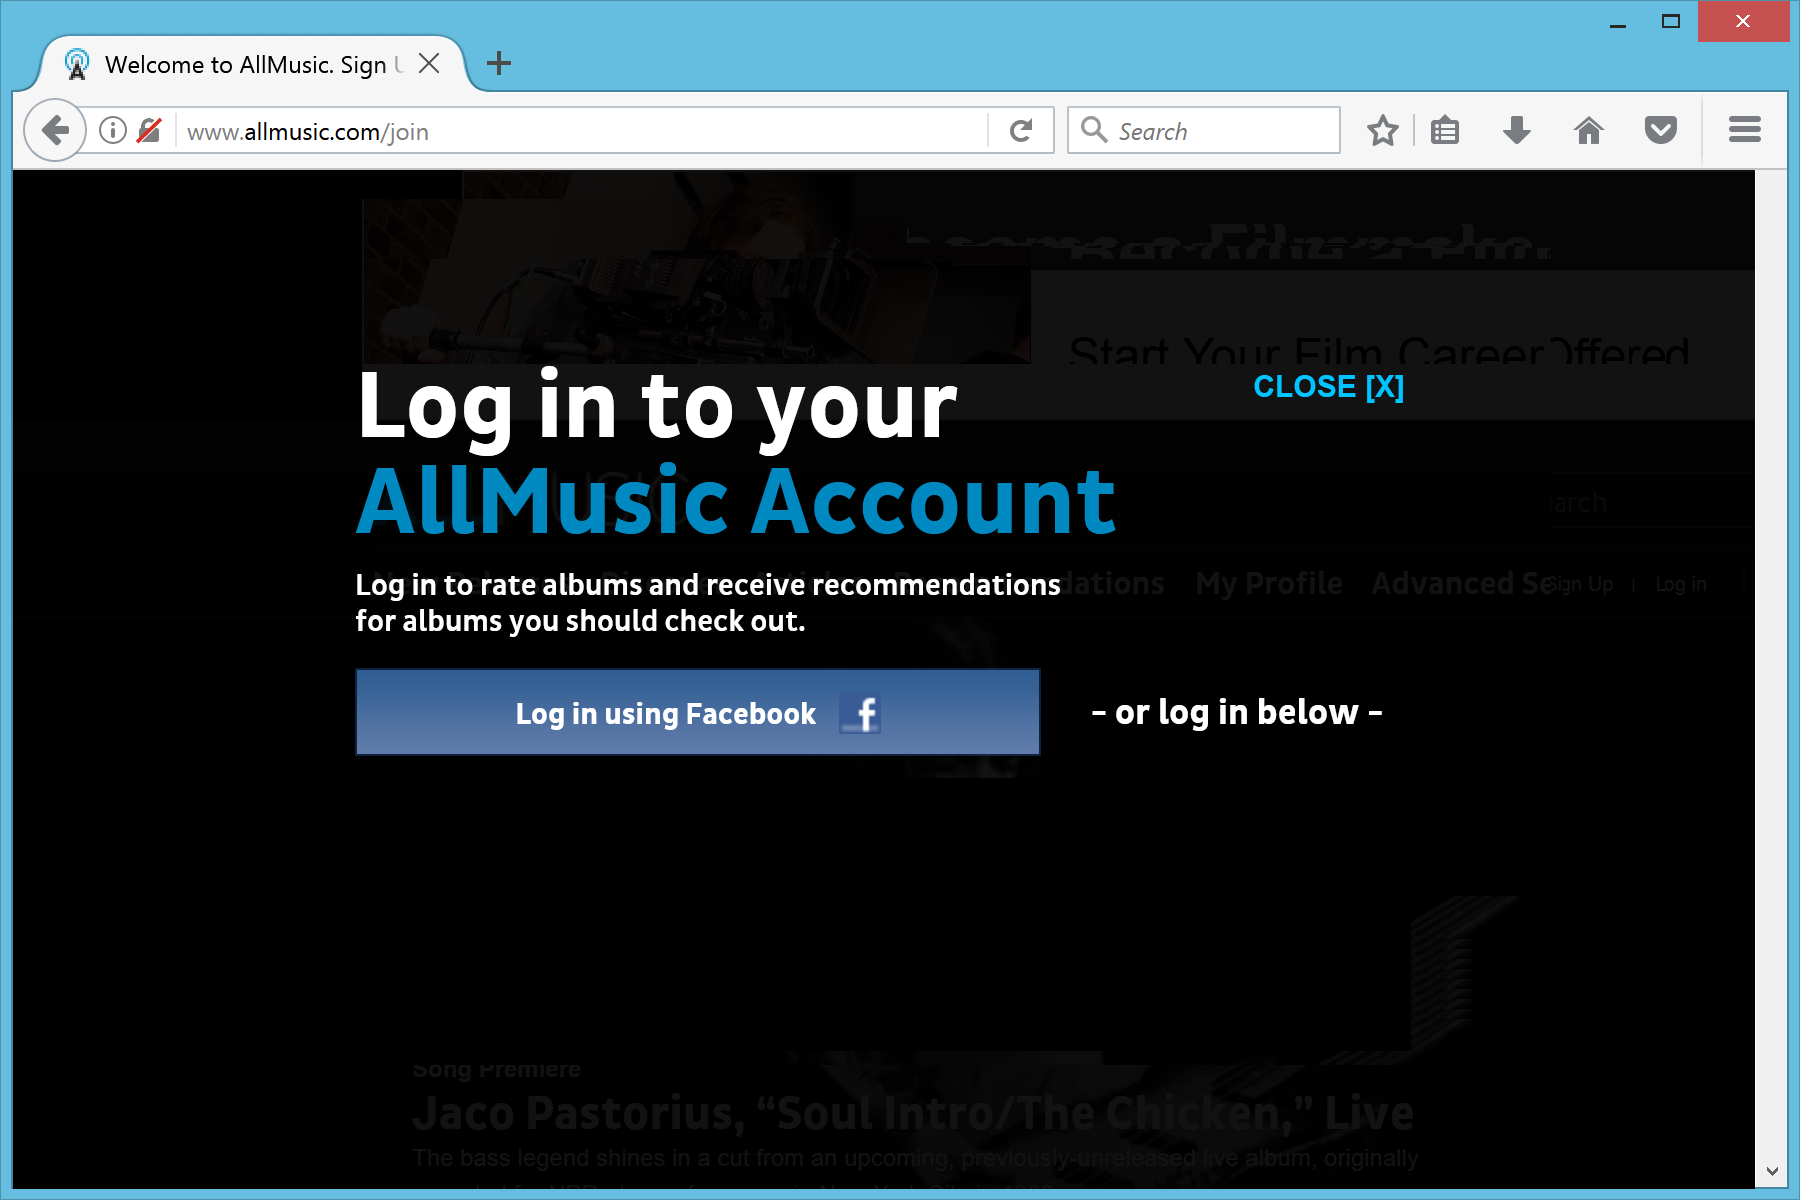 Welcome to AllMusic. Sign U
www.allmusic.com/join
Search
Start Your Film Career Offered
CLOSE [X]
Log in to your
AllMusic Account
earch
Log in to rate albums and receive recommendations
for albums you should check out.
dations My Profile Advanced Se Sign Up | Log in
Log in using Facebook f
- or log in below -
Song Premiere
Jaco Pastorius, “Soul Intro/The Chicken,” Live
The bass legend shines in a cut from an upcoming, previously-unreleased live album, originally